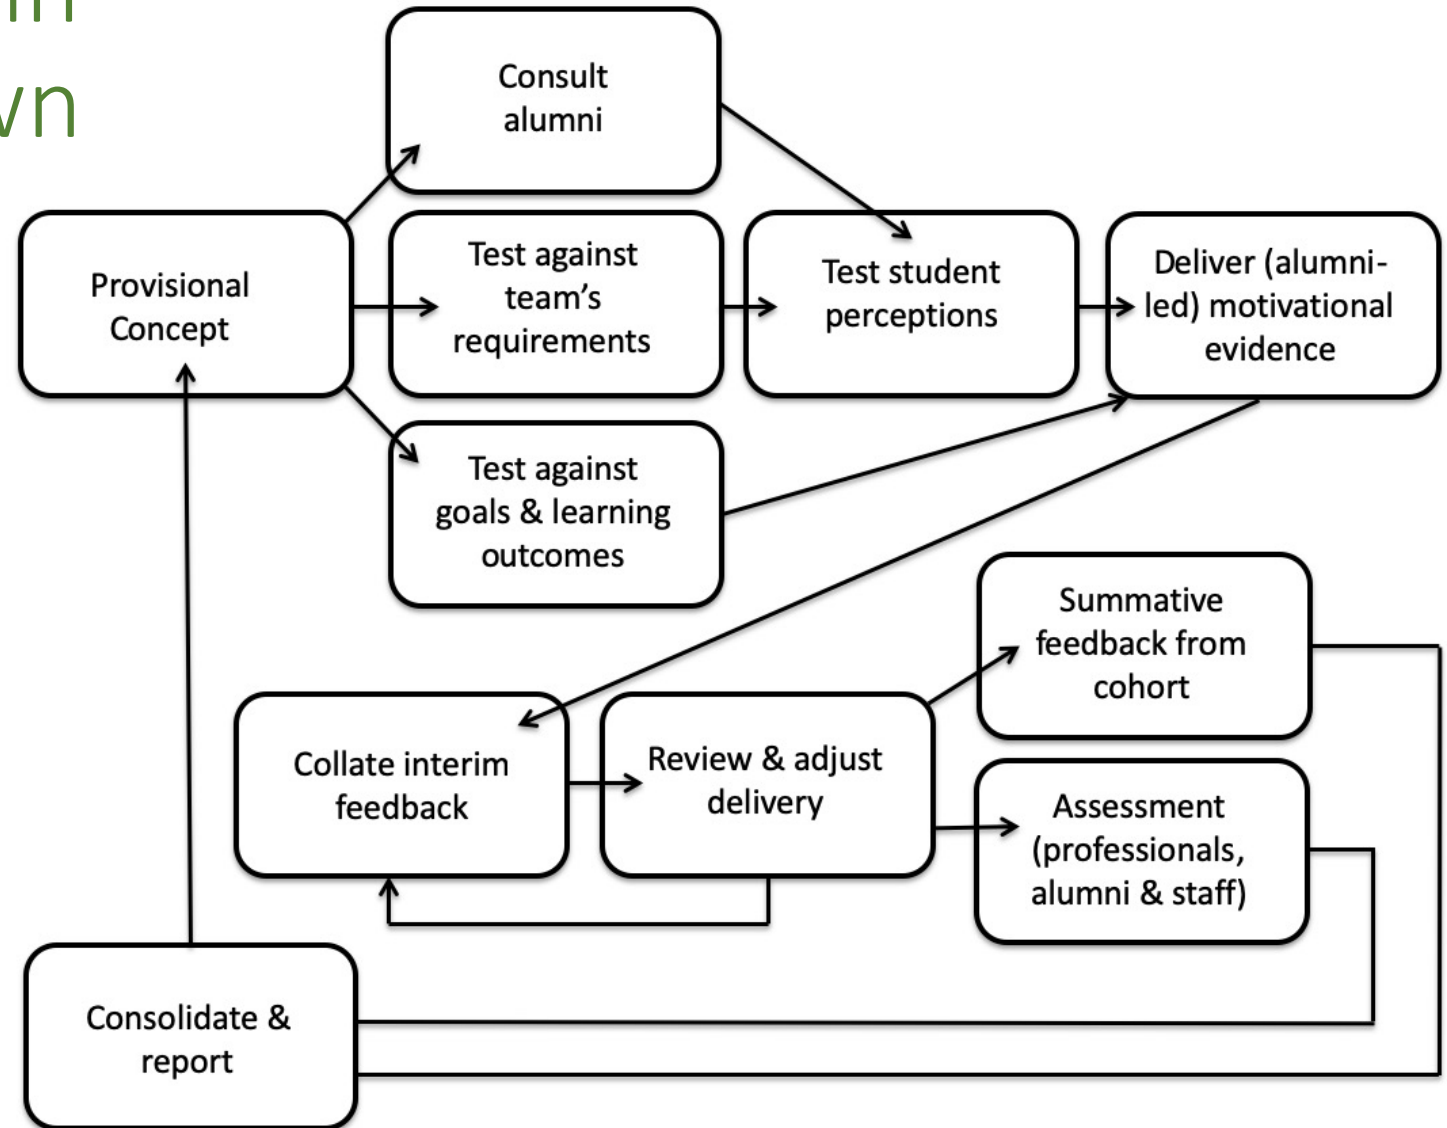 Consult
alumni
Provisional
Concept
Test against
team’s
requirements
Test student
perceptions
Deliver (alumni-
led) motivational
evidence
Test against
goals & learning
outcomes
Summative
feedback from
cohort
Collate interim
feedback
Review & adjust
delivery
Assessment
(professionals,
alumni & staff)
Consolidate &
report